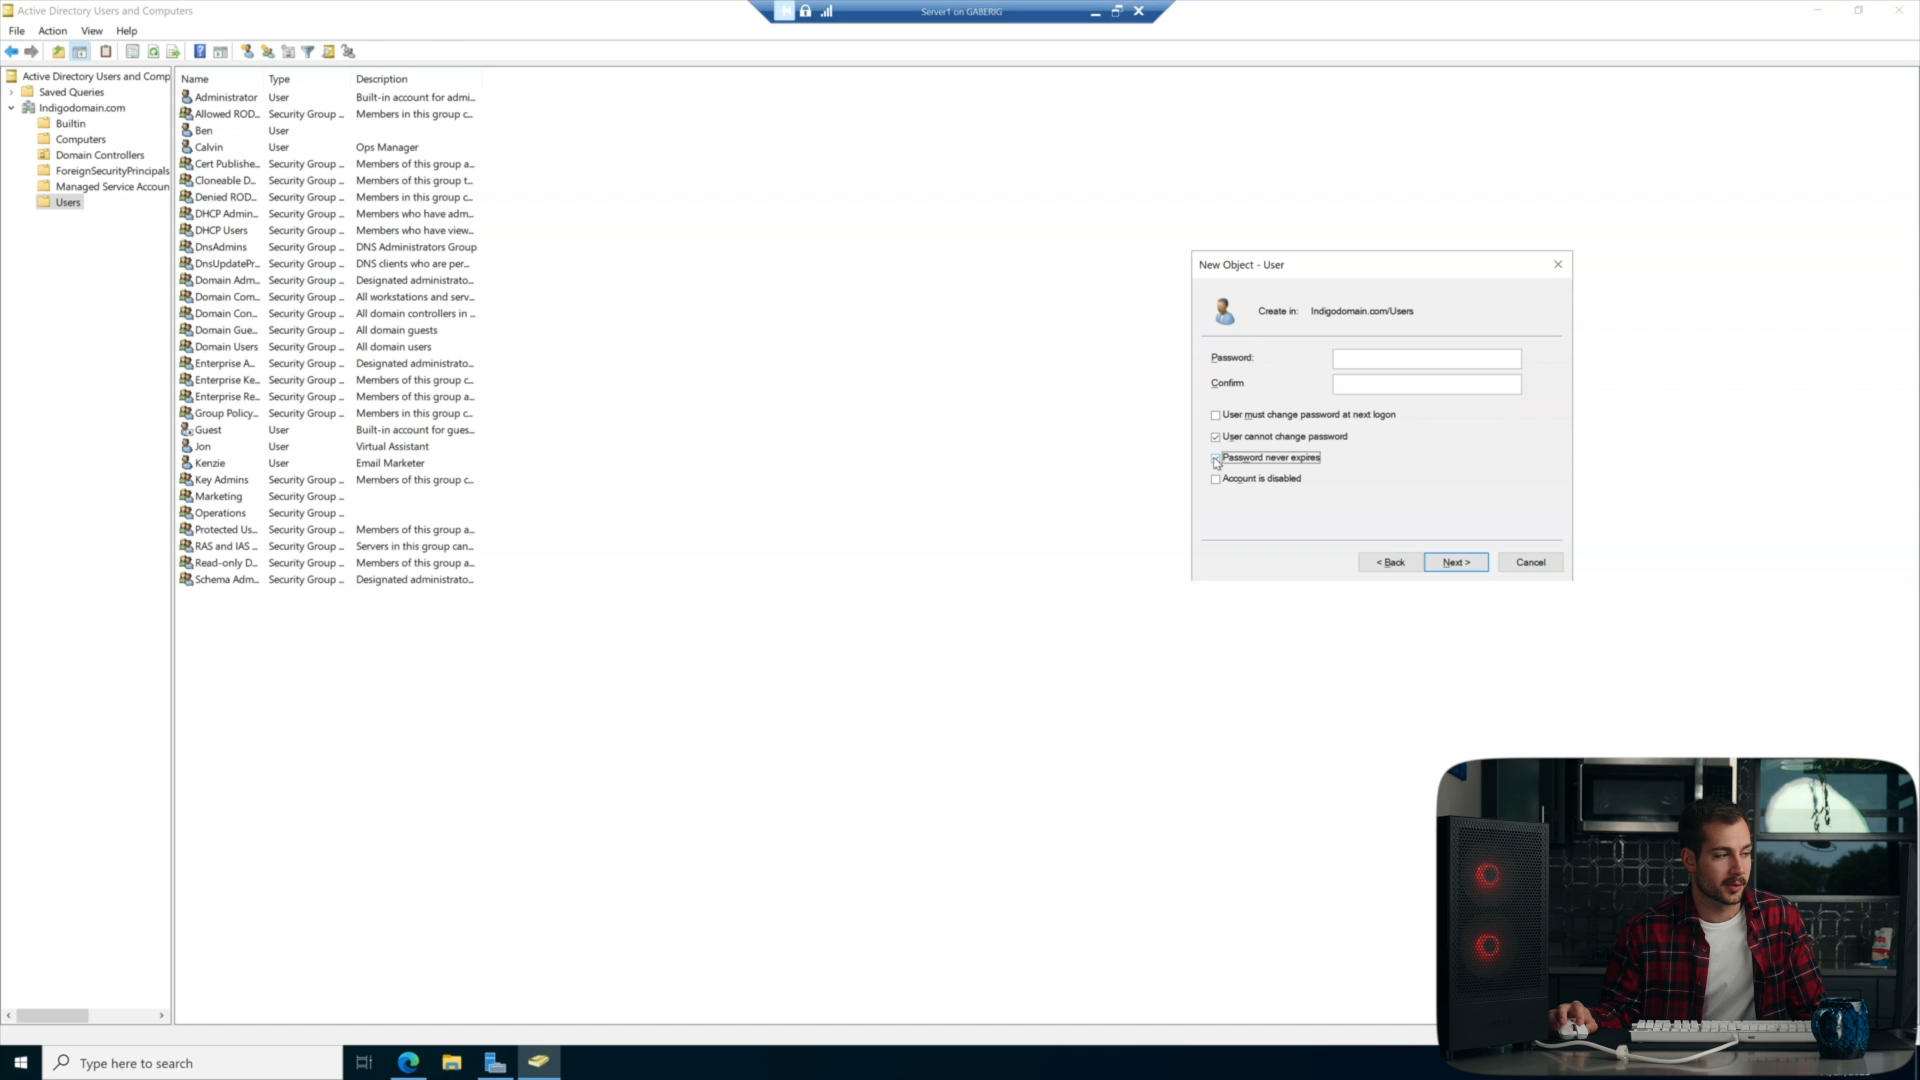 Active Directory Users and Computers
Server1 on GABERIG
File Action View Help
Active Directory Users and Comp
Saved Queries
Indigodomain.com
Builtin
Computers
Domain Controllers
ForeignSecurityPrincipals
Managed Service Accoun
Users
Name Type Description
Administrator User Built-in account for admi...
Allowed ROD... Security Group ... Members in this group c...
Ben User
Calvin User Ops Manager
Cert Publishe... Security Group ... Members of this group a...
Cloneable D... Security Group ... Members of this group t...
Denied ROD... Security Group ... Members in this group c...
DHCP Admin... Security Group ... Members who have adm...
DHCP Users Security Group ... Members who have view...
DnsAdmins Security Group ... DNS Administrators Group
DnsUpdatePr... Security Group ... DNS clients who are per...
Domain Adm... Security Group ... Designated administrato...
Domain Com... Security Group ... All workstations and serv...
Domain Con... Security Group ... All domain controllers in ...
Domain Gue... Security Group ... All domain guests
Domain Users Security Group ... All domain users
Enterprise A... Security Group ... Designated administrato...
Enterprise Ke... Security Group ... Members of this group c...
Enterprise Re... Security Group ... Members of this group a...
Group Policy... Security Group ... Members in this group c...
Guest User Built-in account for gues...
Jon User Virtual Assistant
Kenzie User Email Marketer
Key Admins Security Group ... Members of this group c...
Marketing Security Group ...
Operations Security Group ...
Protected Us... Security Group ... Members of this group a...
RAS and IAS ... Security Group ... Servers in this group can...
Read-only D... Security Group ... Members of this group a...
Schema Adm... Security Group ... Designated administrato...
New Object - User
Create in: Indigodomain.com/Users
Password:
Confirm
User must change password at next logon
User cannot change password
Password never expires
Account is disabled
< Back Next > Cancel
Type here to search